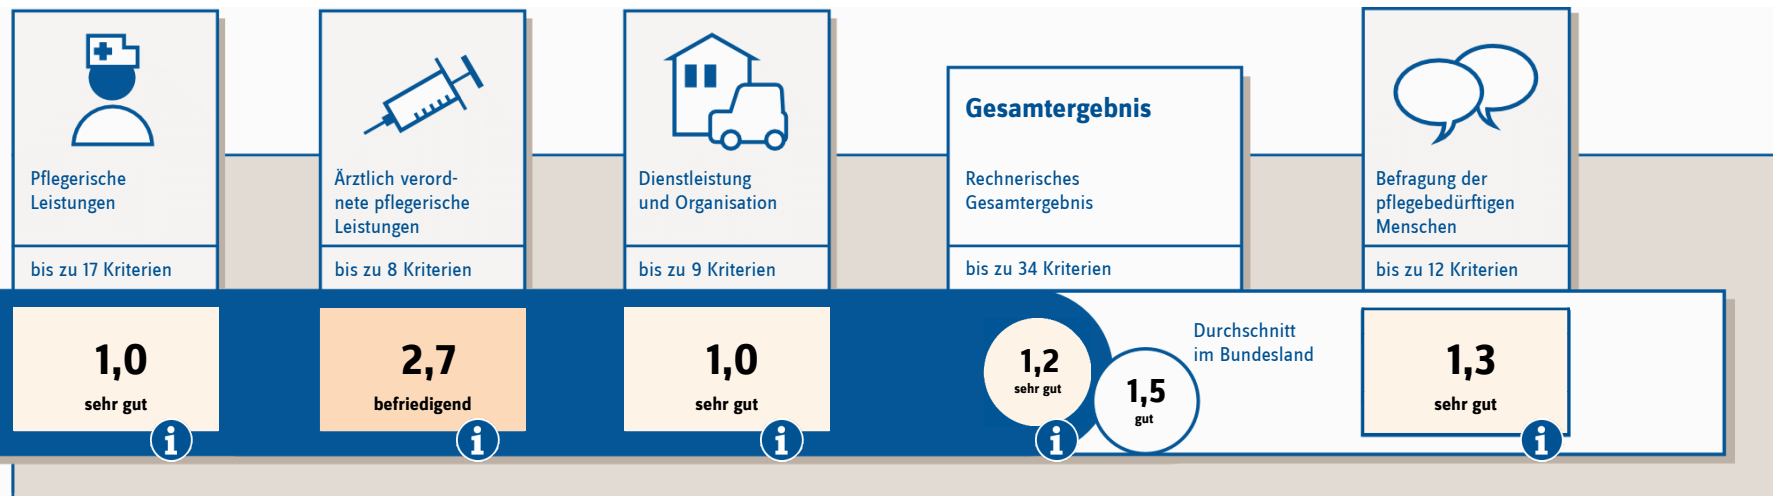 Pflegerische
Leistungen
bis zu 17 Kriterien
1,0
sehr gut
Ärztlich verord-
nete pflegerische
Leistungen
bis zu 8 Kriterien
2,7
befriedigend
Dienstleistung
und Organisation
bis zu 9 Kriterien
1,0
sehr gut
Gesamtergebnis
Rechnerisches
Gesamtergebnis
bis zu 34 Kriterien
1,2
sehr gut
Durchschnitt
im Bundesland
1,5
gut
Befragung der
pflegebedürftigen
Menschen
bis zu 12 Kriterien
1,3
sehr gut